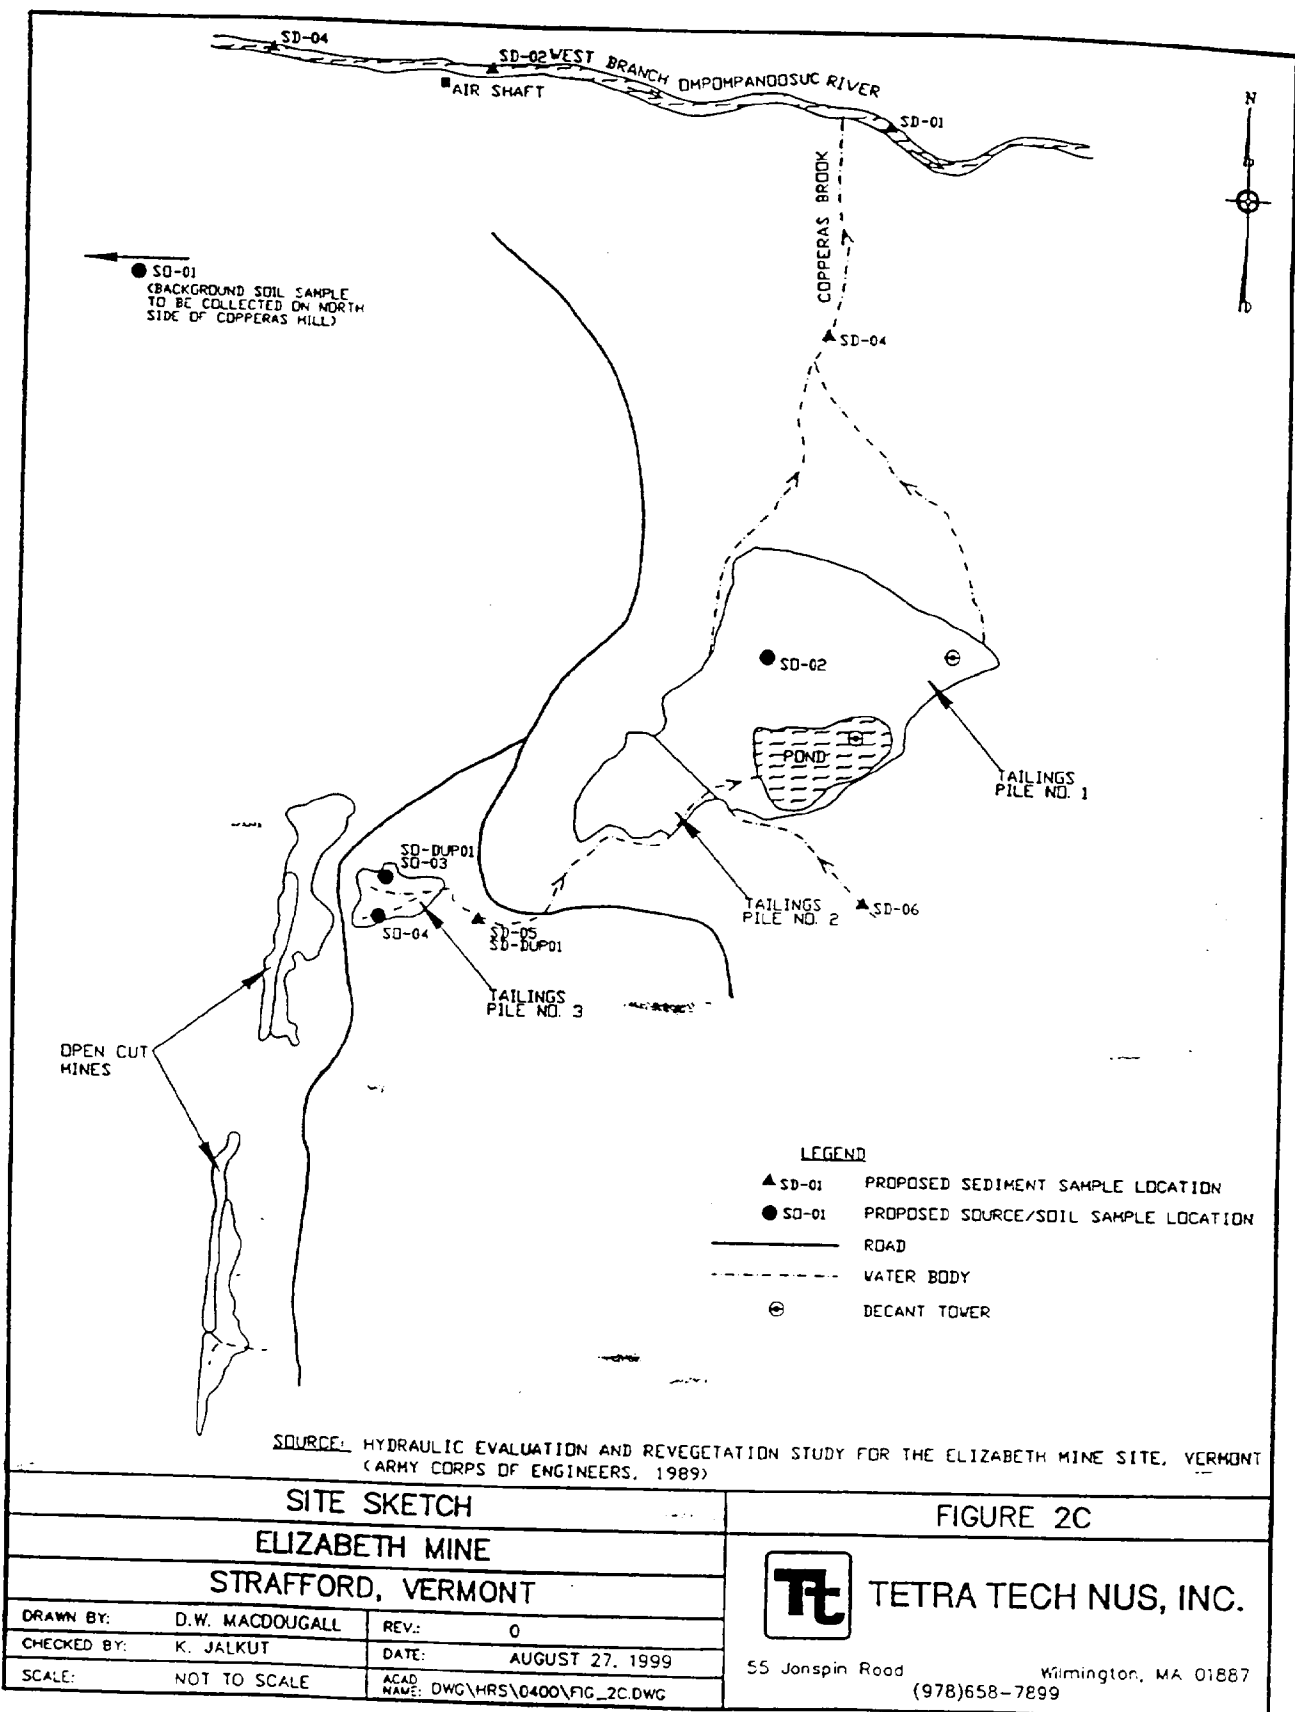 SD-04
SD-02 WEST BRANCH OMPOMPANOOSUC RIVER
AIR SHAFT
SD-01
N
COPPERAS BROOK
SO-01
(BACKGROUND SOIL SAMPLE
TO BE COLLECTED ON NORTH
SIDE OF COPPERAS HILL)
SD-04
SO-02
POND
TAILINGS
PILE NO. 1
SO-DUP01
SO-03
SO-04
SD-05
SD-DUP01
TAILINGS
PILE NO. 2
SD-06
TAILINGS
PILE NO. 3
OPEN CUT
MINES
LEGEND
SD-01 PROPOSED SEDIMENT SAMPLE LOCATION
SO-01 PROPOSED SOURCE/SOIL SAMPLE LOCATION
ROAD
WATER BODY
DECANT TOWER
SOURCE: HYDRAULIC EVALUATION AND REVEGETATION STUDY FOR THE ELIZABETH MINE SITE, VERMONT
(ARMY CORPS OF ENGINEERS, 1989)
SITE SKETCH
ELIZABETH MINE
STRAFFORD, VERMONT
DRAWN BY: D.W. MACDOUGALL
REV.: 0
CHECKED BY: K. JALKUT
DATE: AUGUST 27, 1999
SCALE: NOT TO SCALE
ACAD NAME: DWG\HRS\0400\FIG_2C.DWG
FIGURE 2C
Tt TETRA TECH NUS, INC.
55 Jonspin Road Wilmington, MA 01887
(978)658-7899